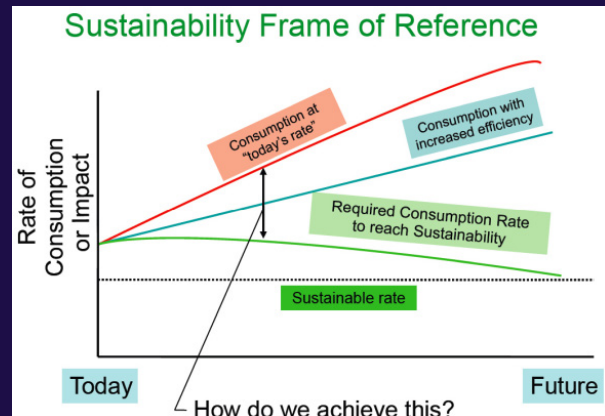 Sustainability Frame of Reference
Rate of
Consumption
or Impact
Consumption at
"today's rate"
Consumption with
increased efficiency
Required Consumption Rate
to reach Sustainability
Sustainable rate
Today
Future
How do we achieve this?